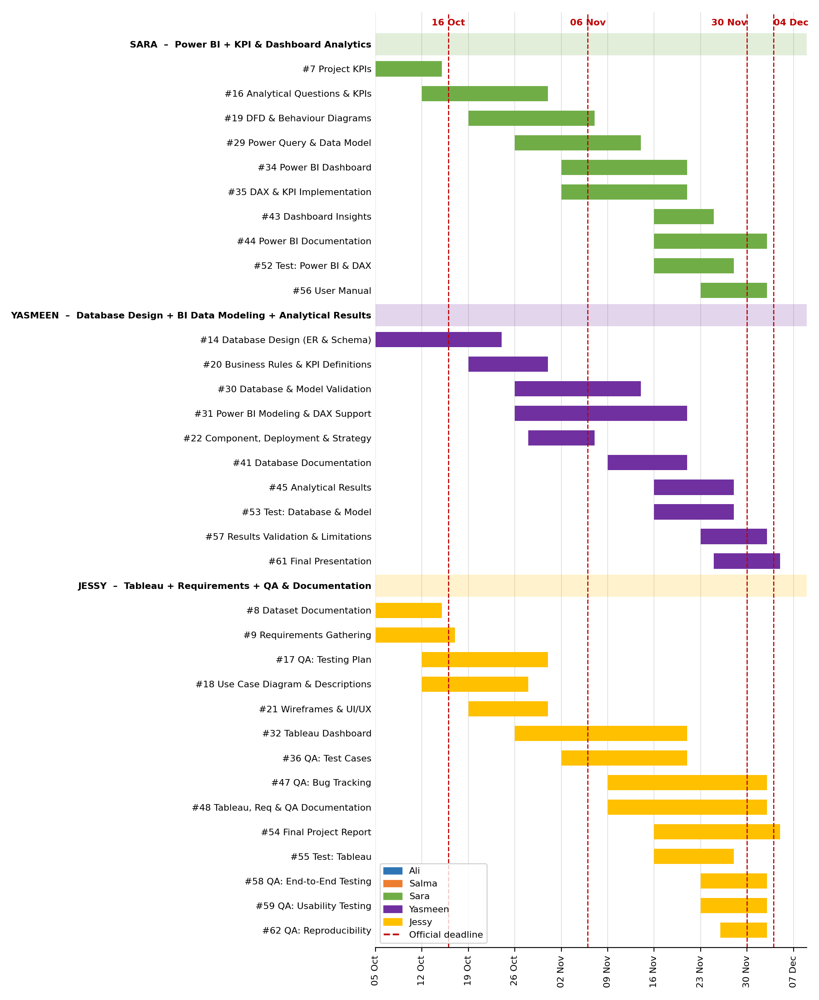 16 Oct
06 Nov
30 Nov
04 Dec
SARA – Power BI + KPI & Dashboard Analytics
#7 Project KPIs
#16 Analytical Questions & KPIs
#19 DFD & Behaviour Diagrams
#29 Power Query & Data Model
#34 Power BI Dashboard
#35 DAX & KPI Implementation
#43 Dashboard Insights
#44 Power BI Documentation
#52 Test: Power BI & DAX
#56 User Manual
YASMEEN – Database Design + BI Data Modeling + Analytical Results
#14 Database Design (ER & Schema)
#20 Business Rules & KPI Definitions
#30 Database & Model Validation
#31 Power BI Modeling & DAX Support
#22 Component, Deployment & Strategy
#41 Database Documentation
#45 Analytical Results
#53 Test: Database & Model
#57 Results Validation & Limitations
#61 Final Presentation
JESSY – Tableau + Requirements + QA & Documentation
#8 Dataset Documentation
#9 Requirements Gathering
#17 QA: Testing Plan
#18 Use Case Diagram & Descriptions
#21 Wireframes & UI/UX
#32 Tableau Dashboard
#36 QA: Test Cases
#47 QA: Bug Tracking
#48 Tableau, Req & QA Documentation
#54 Final Project Report
#55 Test: Tableau
#58 QA: End-to-End Testing
#59 QA: Usability Testing
#62 QA: Reproducibility
Ali
Salma
Sara
Yasmeen
Jessy
Official deadline
05 Oct
12 Oct
19 Oct
26 Oct
02 Nov
09 Nov
16 Nov
23 Nov
30 Nov
07 Dec